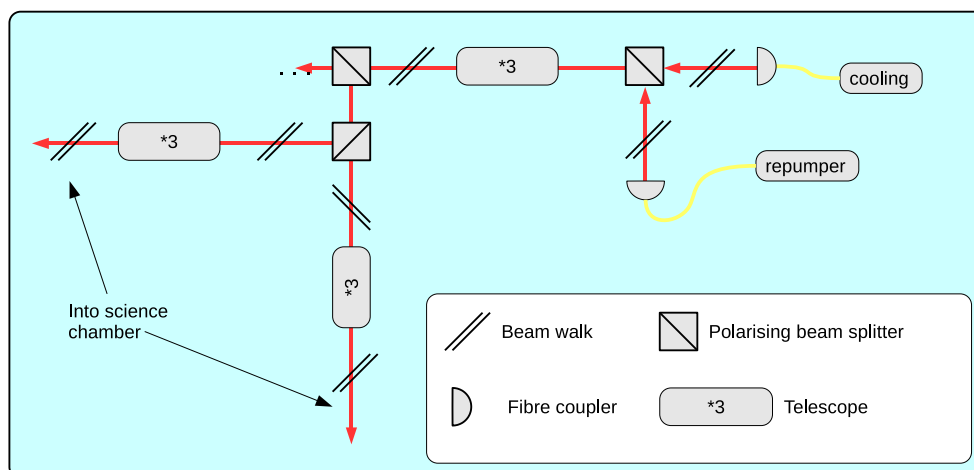 *3
cooling
. . .
*3
repumper
*3
Into science
chamber
Beam walk
Polarising beam splitter
Fibre coupler
*3
Telescope